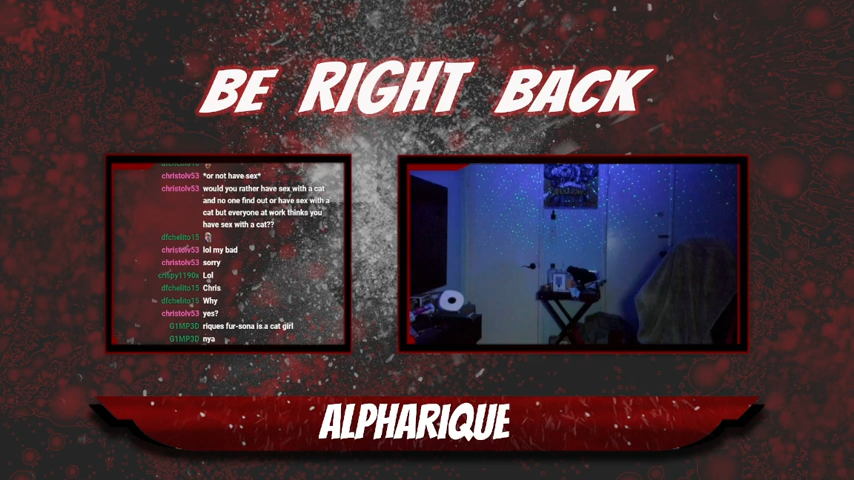 BE RIGHT BACK
christolv53 *or not have sex*
christolv53 would you rather have sex with a cat
and no one find out or have sex with a
cat but everyone at work thinks you
have sex with a cat??
dfchelito15
christolv53 lol my bad
christolv53 sorry
crispy1190x Lol
dfchelito15 Chris
dfchelito15 Why
christolv53 yes?
G1MP3D riques fur-sona is a cat girl
G1MP3D nya
ALPHARIQUE